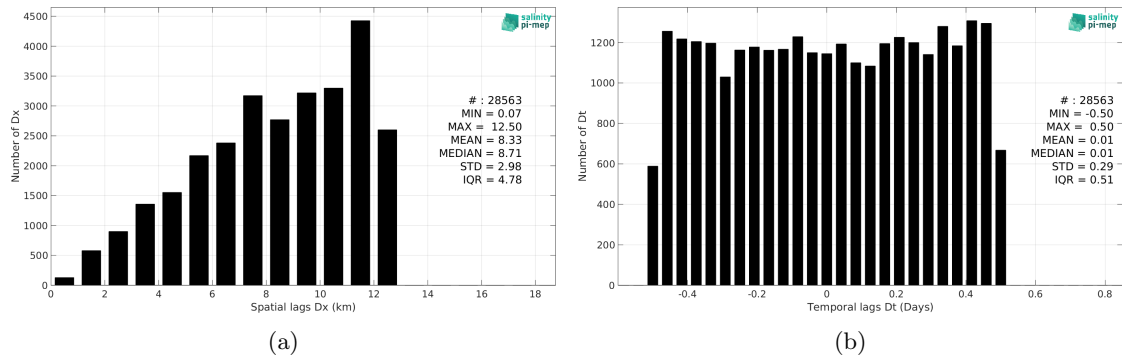 4500
4000
3500
3000
2500
2000
1500
1000
500
0
Number of Dx
salinity
pi-mep
# : 28563
MIN = 0.07
MAX = 12.50
MEAN = 8.33
MEDIAN = 8.71
STD = 2.98
IQR = 4.78
0 2 4 6 8 10 12 14 16 18
Spatial lags Dx (km)
(a)
1200
1000
800
600
400
200
0
Number of Dt
salinity
pi-mep
# : 28563
MIN = -0.50
MAX = 0.50
MEAN = 0.01
MEDIAN = 0.01
STD = 0.29
IQR = 0.51
-0.4 -0.2 0 0.2 0.4 0.6 0.8
Temporal lags Dt (Days)
(b)